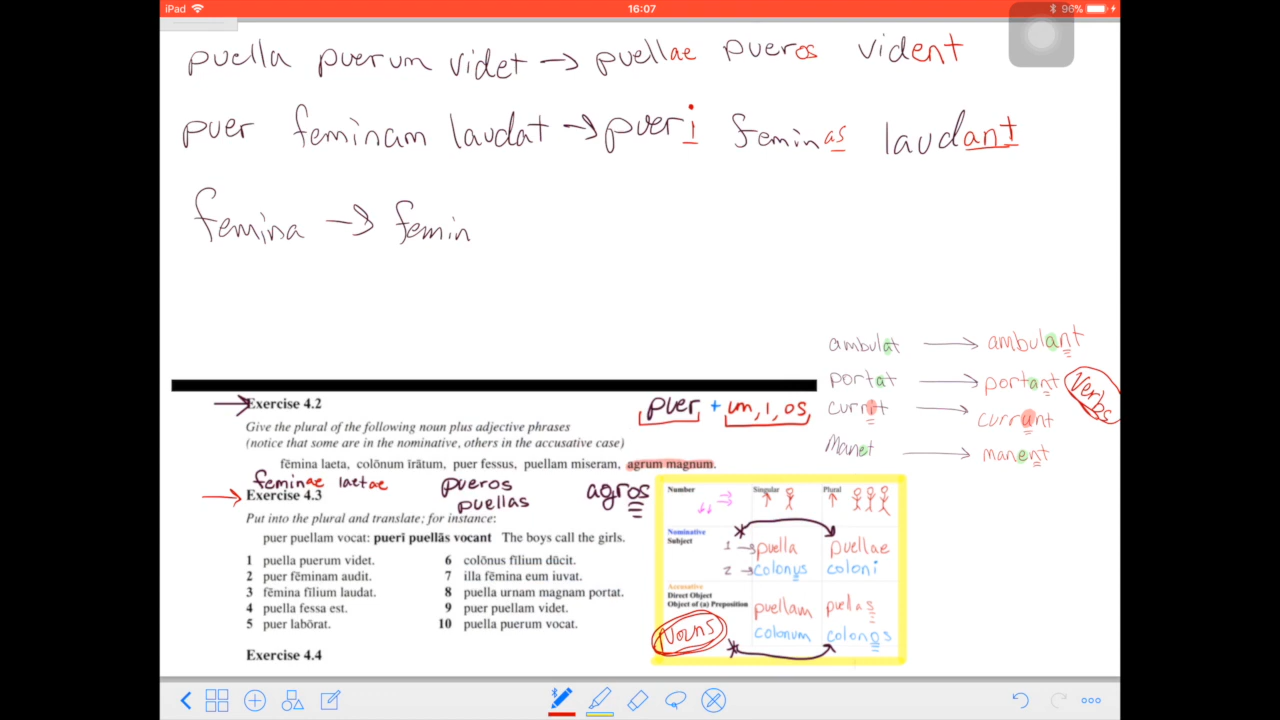 iPad 16:07 96%
puella puerum videt → puellae pueros vident
puer feminam laudat → pueri feminas laudant
femina → femin
ambulat → ambulant
portat → portant
Verbs
currit → currunt
manet → manent
Exercise 4.2
puer + um, i, os,
Give the plural of the following noun plus adjective phrases
(notice that some are in the nominative, others in the accusative case)
fēmina laeta, colōnum īrātum, puer fessus, puellam miseram, agrum magnum.
feminae laetae pueros agros
puellas
Exercise 4.3
Put into the plural and translate; for instance:
puer puellam vocat: pueri puellās vocant The boys call the girls.
1 puella puerum videt.
2 puer fēminam audit.
3 fēmina fīlium laudat.
4 puella fessa est.
5 puer labōrat.
6 colōnus fīlium dūcit.
7 illa fēmina eum iuvat.
8 puella urnam magnam portat.
9 puer puellam videt.
10 puella puerum vocat.
Exercise 4.4
Number Singular Plural
Nominative
Subject
1 → puella puellae
2 → colonus coloni
Accusative
Direct Object
Object of (a) Preposition
puellam puellas
colonum colonos
Nouns